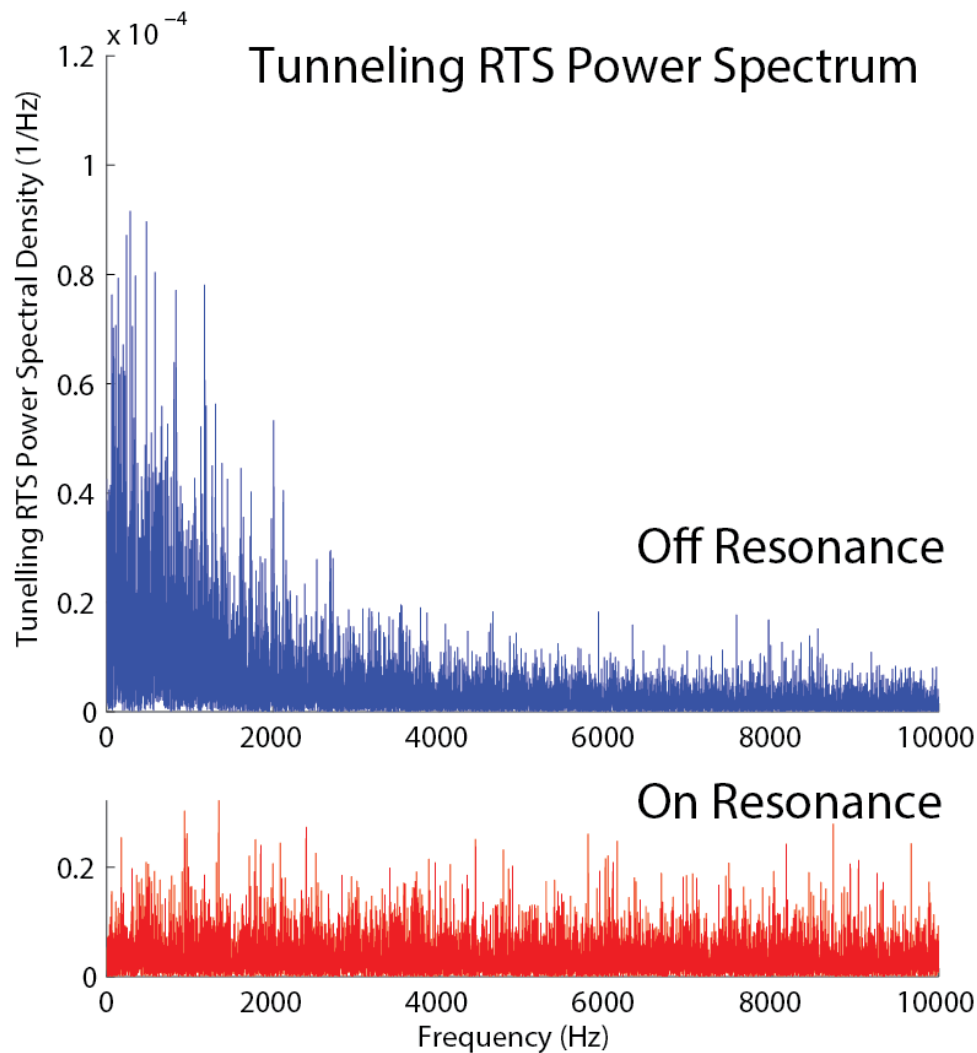 x 10⁻⁴
Tunneling RTS Power Spectrum
Tunelling RTS Power Spectral Density (1/Hz)
1.2
1
0.8
0.6
0.4
0.2
0
Off Resonance
0 2000 4000 6000 8000 10000
On Resonance
0.2
0
0 2000 4000 6000 8000 10000
Frequency (Hz)